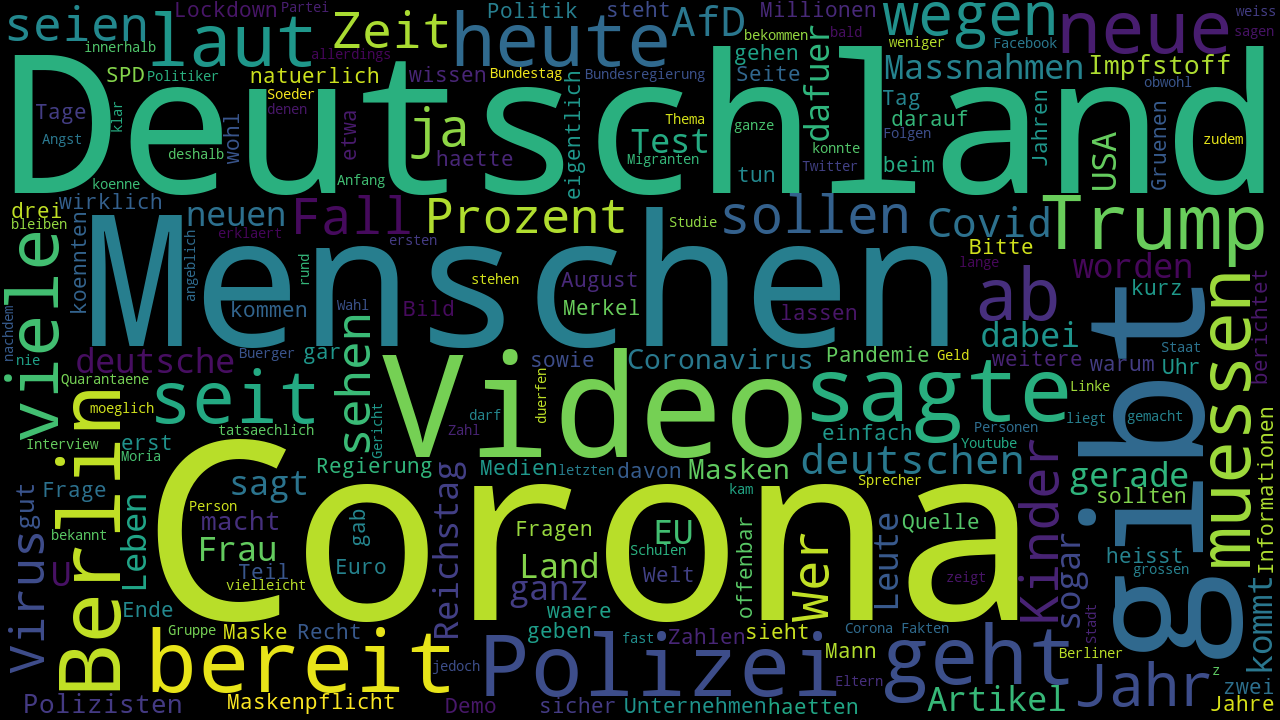 seien
Lockdown
Partei
Politik
steht
AfD
Millionen
wegen
neue
weiss
sagen
laut
Zeit
heute
innerhalb
allerdings
bekommen
bald
weniger
Facebook
SPD
Politiker
natuerlich
wissen
Bundestag
Bundesregierung
gehen
Seite
dafuer
Massnahmen
Impfstoff
obwohl
Deutschland
Tage
klar
Angst
Soeder
denen
wohl
etwa
ja
haette
eigentlich
Thema
Test
ganze
Migranten
konnte
Twitter
Tag
darauf
Folgen
Jahren
USA
Gruenen
zudem
deshalb
koenne
Anfang
tun
beim
drei
bleiben
wirklich
neuen
Fall
Prozent
Studie
sollen
Covid
Trump
Bitte
koennten
angeblich
erklaert
ersten
rund
viele
Menschen
stehen
August
lange
worden
ab
kurz
kommen
Wahl
Bild
Merkel
lassen
dabei
gibt
muessen
berichtet
nachdem
nie
deutsche
Buerger
gar
sehen
sowie
Coronavirus
Pandemie
Geld
weitere
warum
Uhr
Staat
Quarantaene
moeglich
seit
Video
duerfen
sagte
Linke
liegt
gemacht
Berlin
tatsaechlich
Gericht
darf
Zahl
einfach
Personen
Youtube
Interview
erst
Moria
Regierung
Medien
letzten
davon
Masken
deutschen
gerade
sollten
Informationen
Virus
gut
Frage
sagt
Corona
kam
Sprecher
Kinder
Person
macht
gab
Reichstag
Fragen
EU
Schulen
offenbar
Wer
Leute
Quelle
sogar
heisst
grossen
bekannt
Leben
Frau
Land
U
Teil
Euro
Welt
zeigt
vielleicht
ganz
Ende
waere
Stadt
kommt
Gruppe
Maske
Recht
geben
fast
Zahlen
sieht
Corona Fakten
bereit
jedoch
Polizei
Mann
geht
Berliner
Eltern
Jahr
z
zwei
Polizisten
Maskenpflicht
Demo
sicher
Unternehmen
haetten
Artikel
Jahre